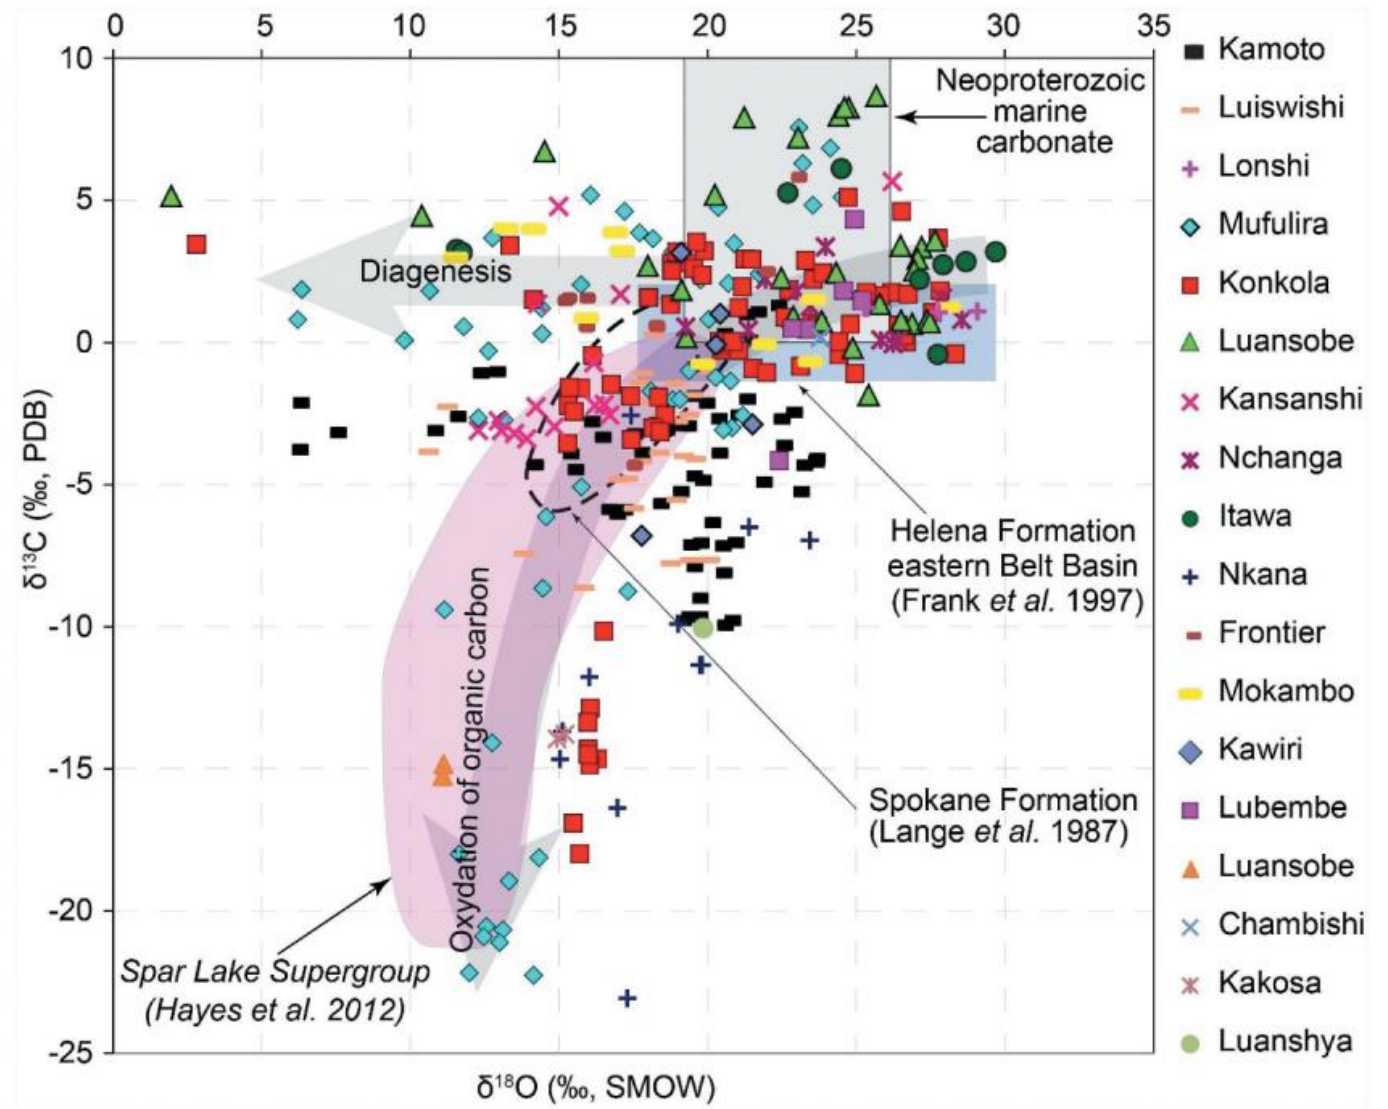 0 5 10 15 20 25 30 35
10
5
0
-5
-10
-15
-20
-25
δ¹³C (‰, PDB)
δ¹⁸O (‰, SMOW)
Neoproterozoic
marine
carbonate
Diagenesis
Helena Formation
eastern Belt Basin
(Frank et al. 1997)
Oxydation of organic carbon
Spokane Formation
(Lange et al. 1987)
Spar Lake Supergroup
(Hayes et al. 2012)
Kamoto
Luiswishi
Lonshi
Mufulira
Konkola
Luansobe
Kansanshi
Nchanga
Itawa
Nkana
Frontier
Mokambo
Kawiri
Lubembe
Luansobe
Chambishi
Kakosa
Luanshya